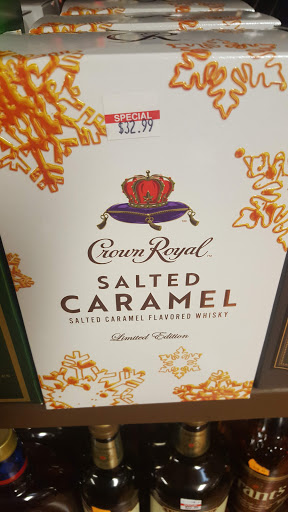 SPECIAL
$32.99
Crown Royal
SALTED
CARAMEL
SALTED CARAMEL FLAVORED WHISKY
Limited Edition